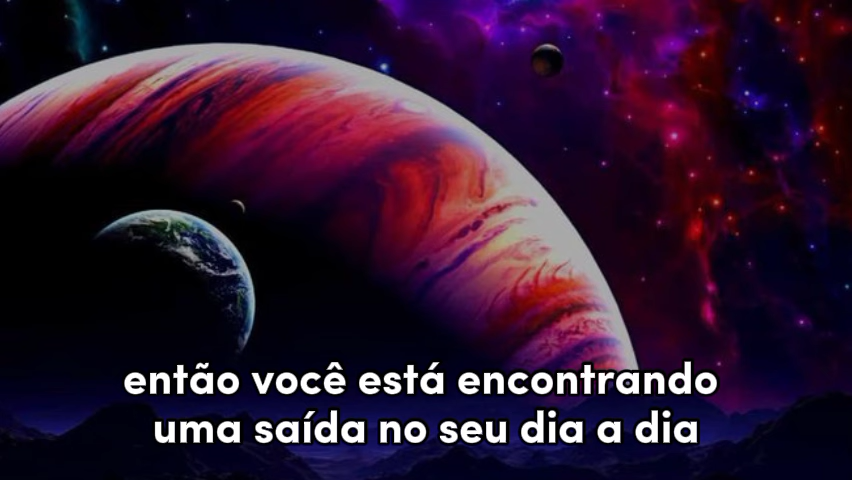 então você está encontrando
uma saída no seu dia a dia